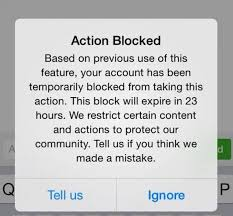 Action Blocked
Based on previous use of this
feature, your account has been
temporarily blocked from taking this
action. This block will expire in 23
hours. We restrict certain content
and actions to protect our
community. Tell us if you think we
made a mistake.
Tell us Ignore
Q P